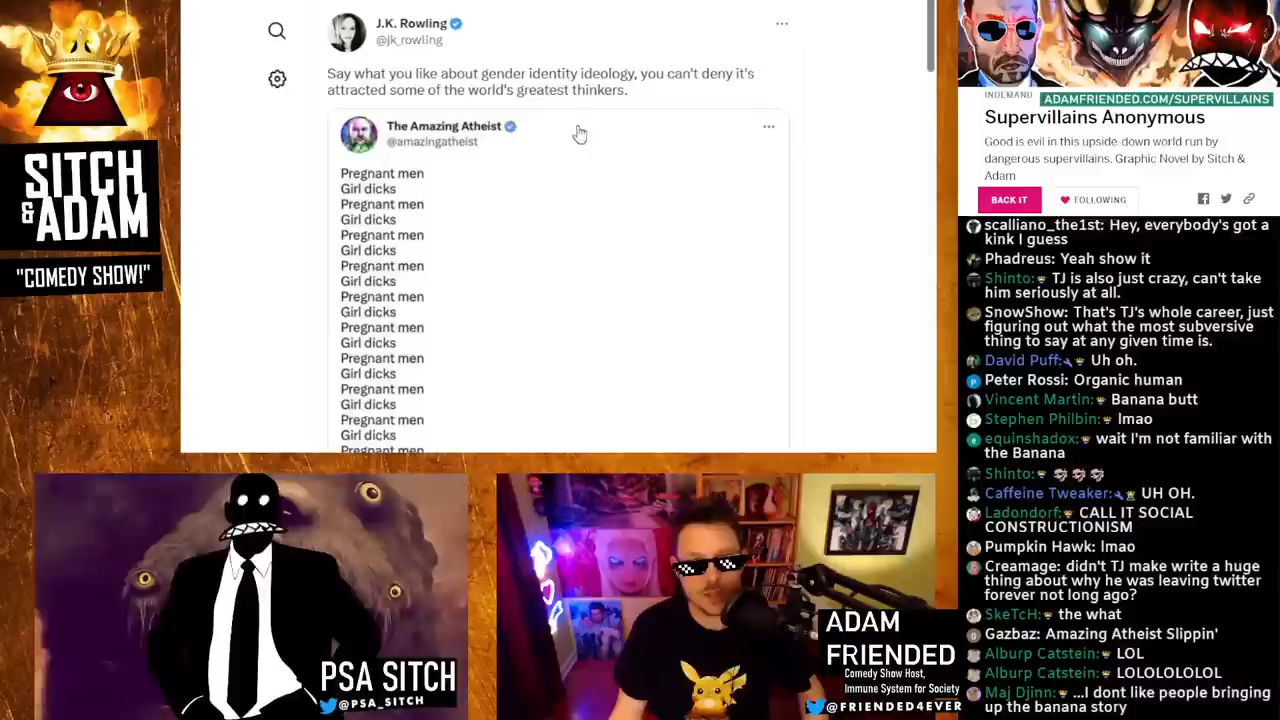 SITCH
& ADAM
"COMEDY SHOW!"
J.K. Rowling
@jk_rowling
Say what you like about gender identity ideology, you can't deny it's
attracted some of the world's greatest thinkers.
The Amazing Atheist
@amazingatheist
Pregnant men
Girl dicks
Pregnant men
Girl dicks
Pregnant men
Girl dicks
Pregnant men
Girl dicks
Pregnant men
Girl dicks
Pregnant men
Girl dicks
Pregnant men
Girl dicks
Pregnant men
Girl dicks
Pregnant men
Girl dicks
Pregnant men
INDEMAND
ADAMFRIENDED.COM/SUPERVILLAINS
Supervillains Anonymous
Good is evil in this upside-down world run by
dangerous supervillains. Graphic Novel by Sitch &
Adam
BACK IT
FOLLOWING
scalliano_the1st: Hey, everybody's got a
kink I guess
Phadreus: Yeah show it
Shinto: TJ is also just crazy, can't take
him seriously at all.
SnowShow: That's TJ's whole career, just
figuring out what the most subversive
thing to say at any given time is.
David Puff: Uh oh.
Peter Rossi: Organic human
Vincent Martin: Banana butt
Stephen Philbin: lmao
equinshadox: wait I'm not familiar with
the Banana
Shinto:
Caffeine Tweaker: UH OH.
Ladondorf: CALL IT SOCIAL
CONSTRUCTIONISM
Pumpkin Hawk: lmao
Creamage: didn't TJ make write a huge
thing about why he was leaving twitter
forever not long ago?
SkeTcH: the what
Gazbaz: Amazing Atheist Slippin'
Alburp Catstein: LOL
Alburp Catstein: LOLOLOLOLOL
Maj Djinn: ...I dont like people bringing
up the banana story
PSA SITCH
@PSA_SITCH
ADAM
FRIENDED
Comedy Show Host,
Immune System for Society
@FRIENDED4EVER